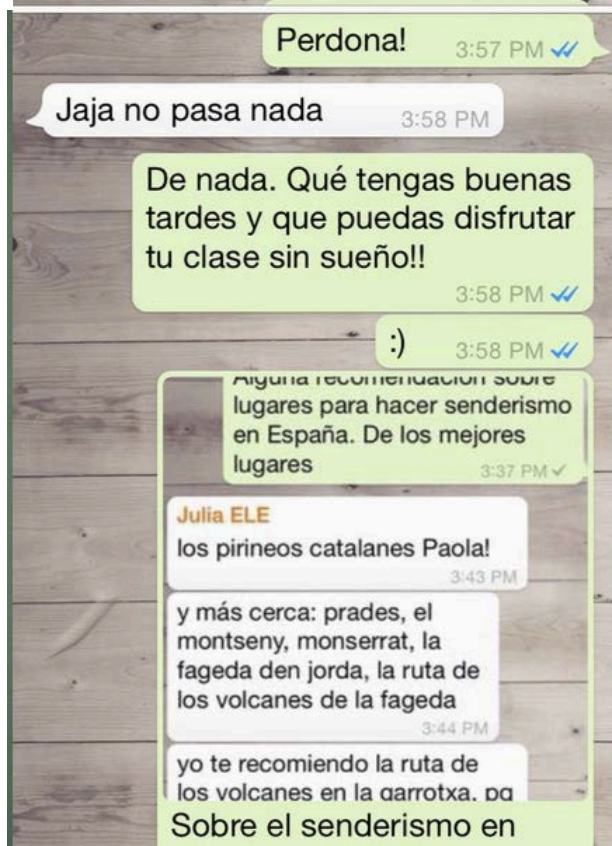 Perdona! 3:57 PM
Jaja no pasa nada 3:58 PM
De nada. Qué tengas buenas
tardes y que puedas disfrutar
tu clase sin sueño!!
3:58 PM
:) 3:58 PM
Alguna recomendación sobre
lugares para hacer senderismo
en España. De los mejores
lugares 3:37 PM
Julia ELE
los pirineos catalanes Paola!
3:43 PM
y más cerca: prades, el
montseny, monserrat, la
fageda den jorda, la ruta de
los volcanes de la fageda
3:44 PM
yo te recomiendo la ruta de
los volcanes en la garrotxa, pq
Sobre el senderismo en